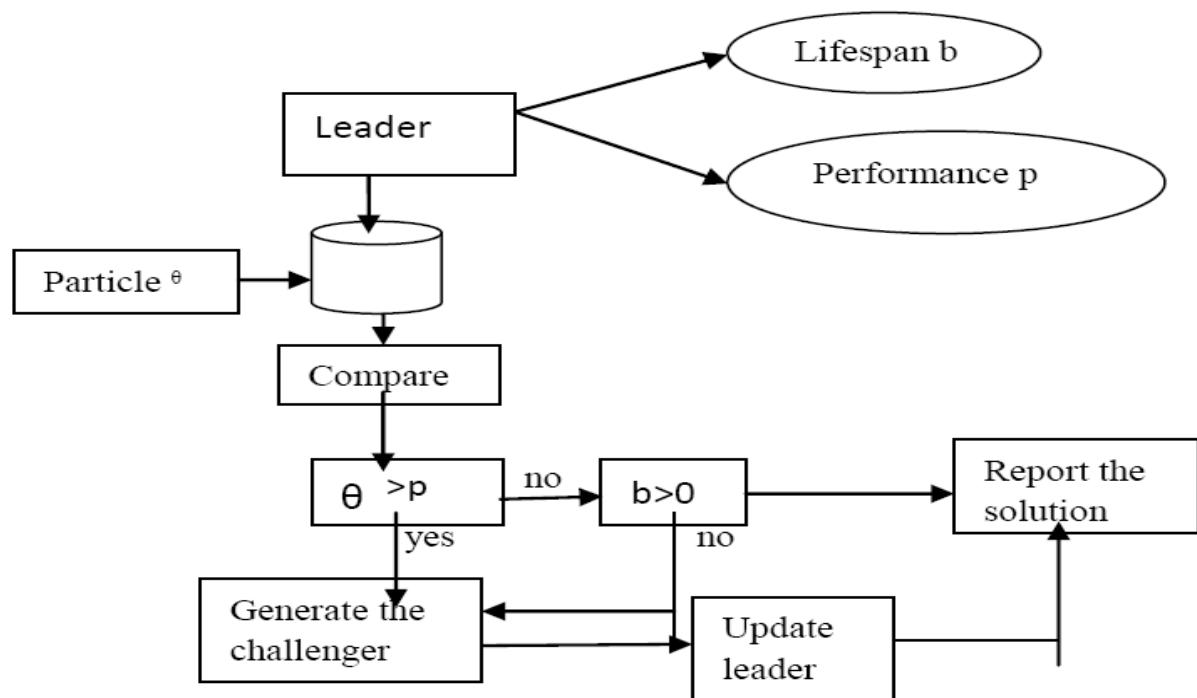 Lifespan b
Leader
Performance p
Particle θ
Compare
θ >p
no
b>0
Report the
solution
yes
no
Generate the
challenger
Update
leader